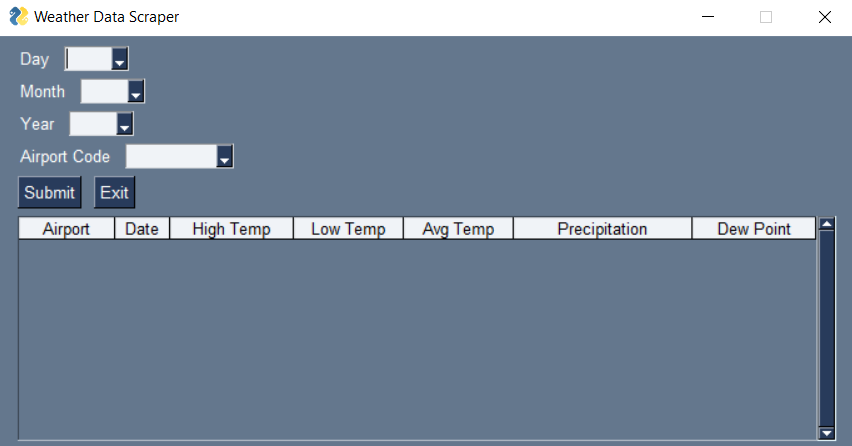 Weather Data Scraper
Day
Month
Year
Airport Code
Submit Exit
Airport Date High Temp Low Temp Avg Temp Precipitation Dew Point